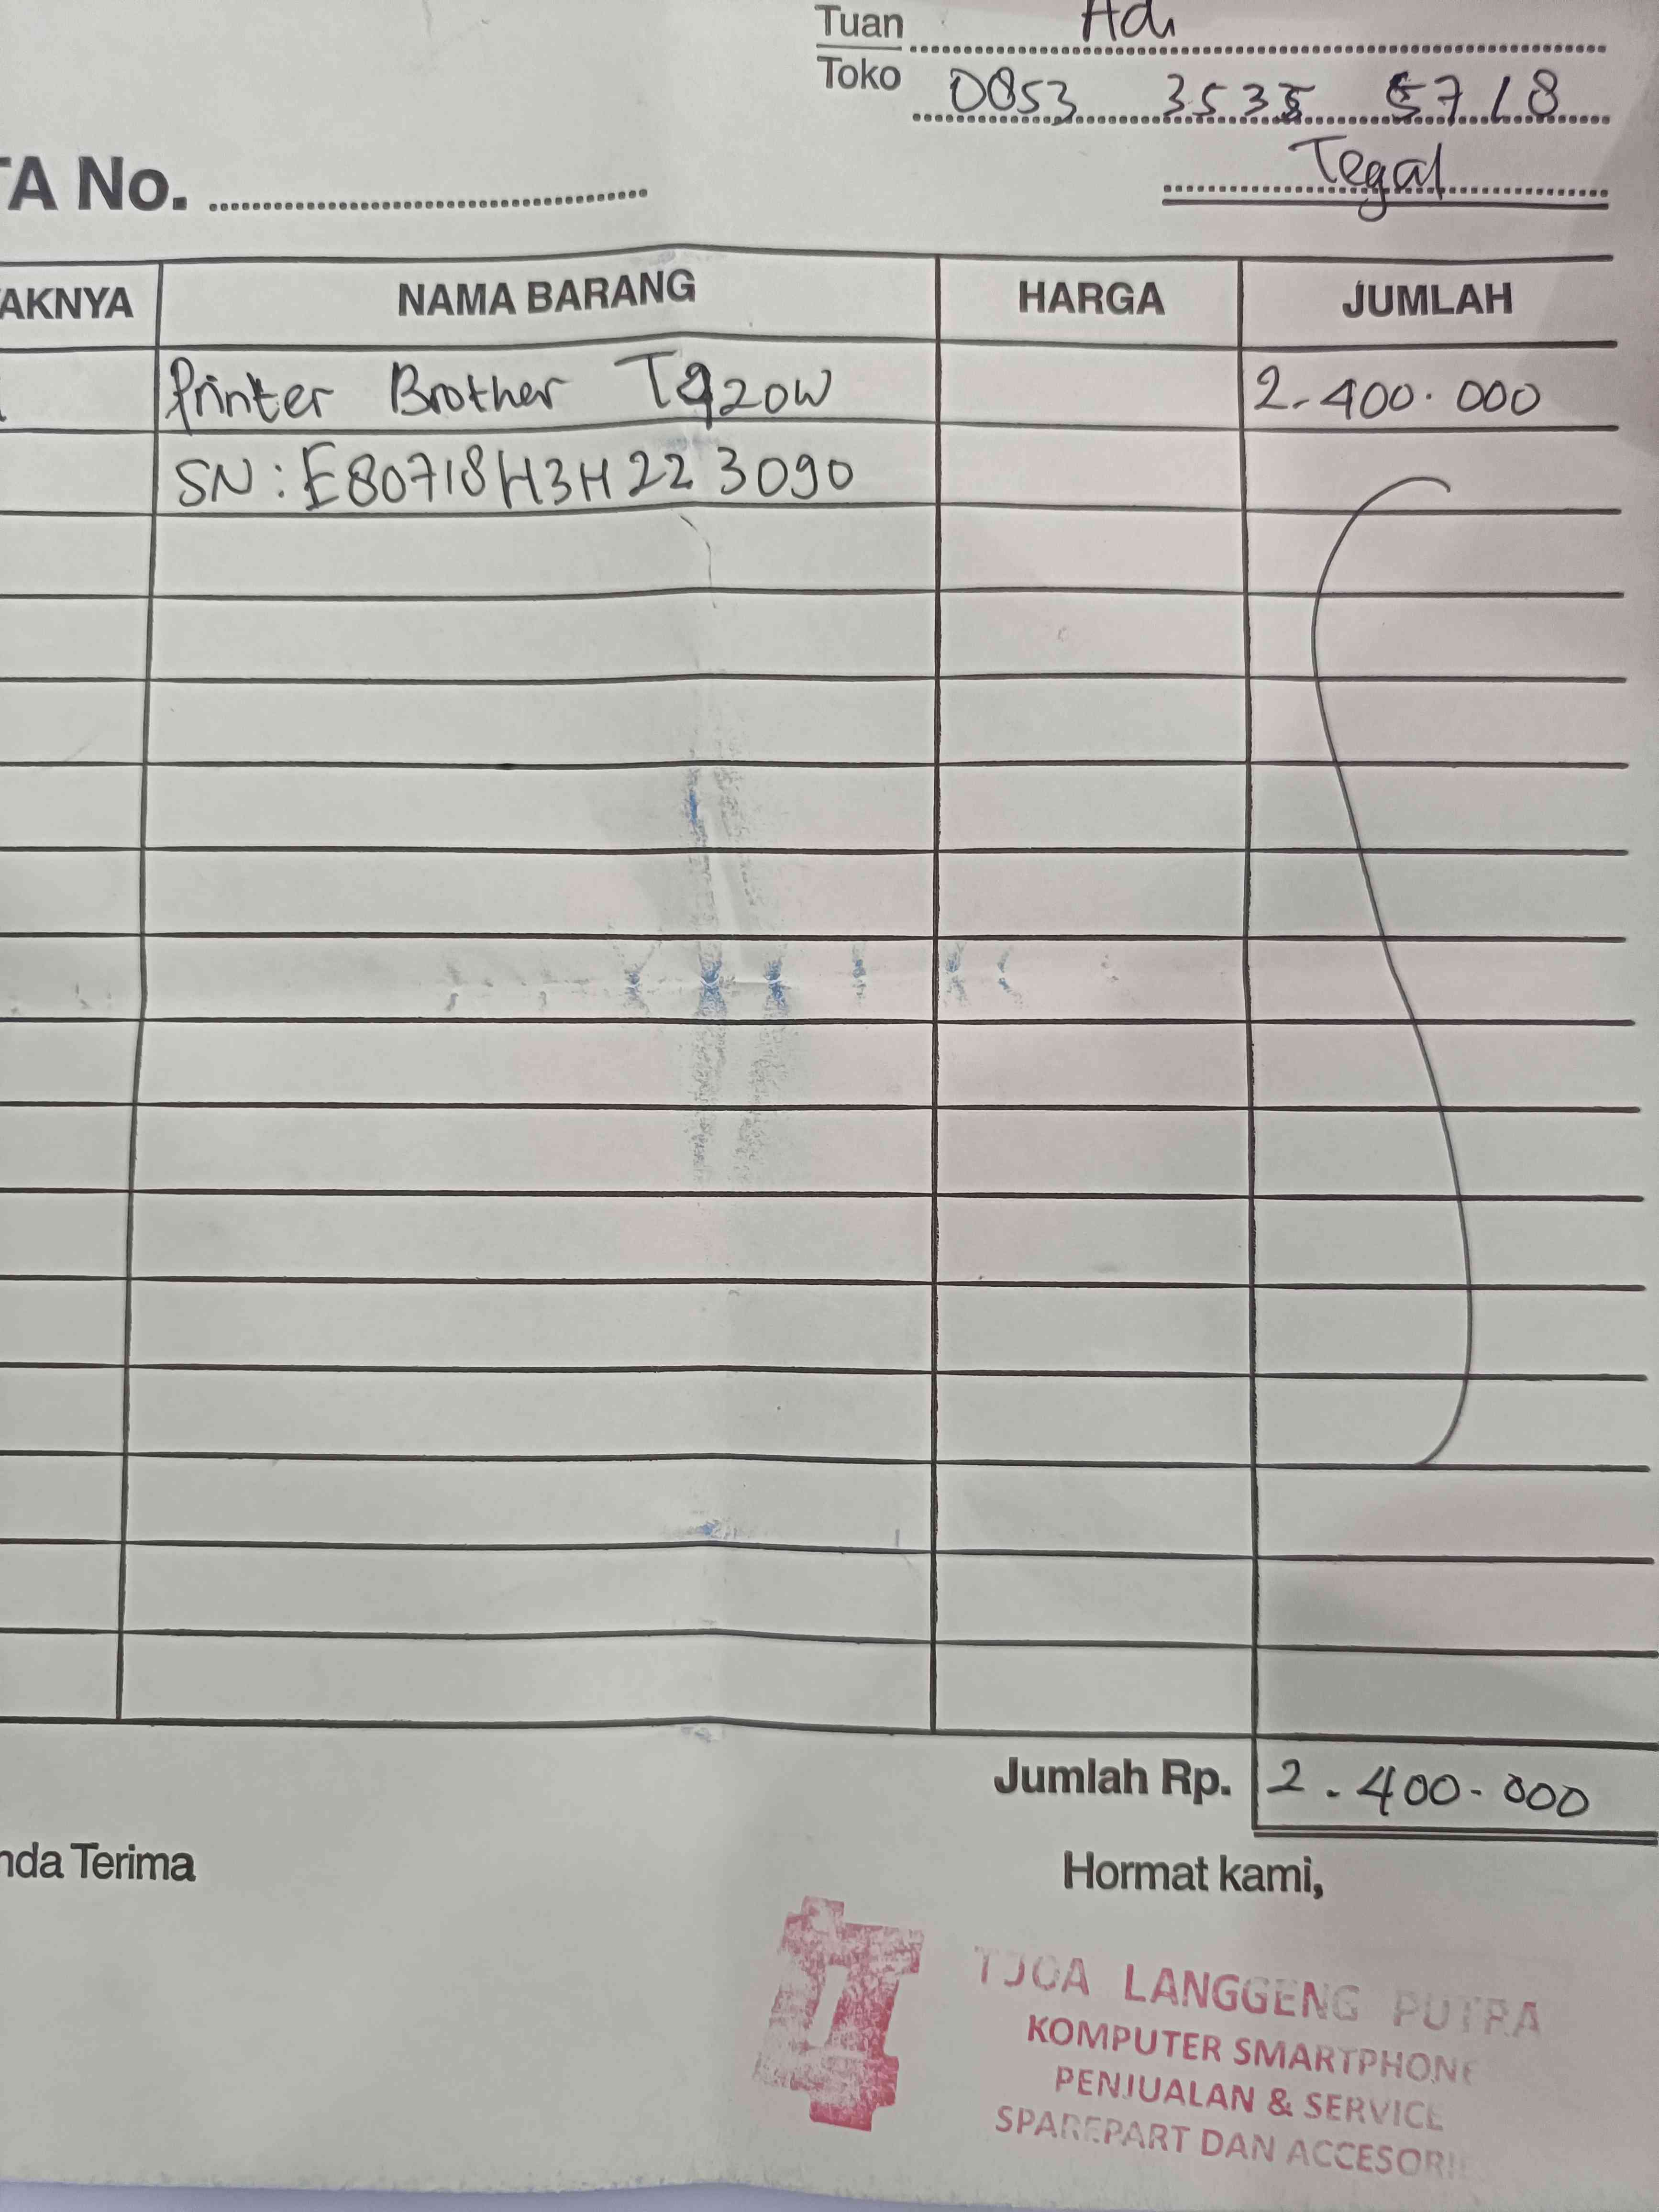 Tuan Adi
Toko 0853 3535 5718
Tegal
TA No.
AKNYA NAMA BARANG HARGA JUMLAH
Printer Brother T920W 2.400.000
SN: E80718H3H223090
Jumlah Rp. 2.400.000
nda Terima Hormat kami,
TJOA LANGGENG PUTRA
KOMPUTER SMARTPHONE
PENJUALAN & SERVICE
SPAREPART DAN ACCESORI